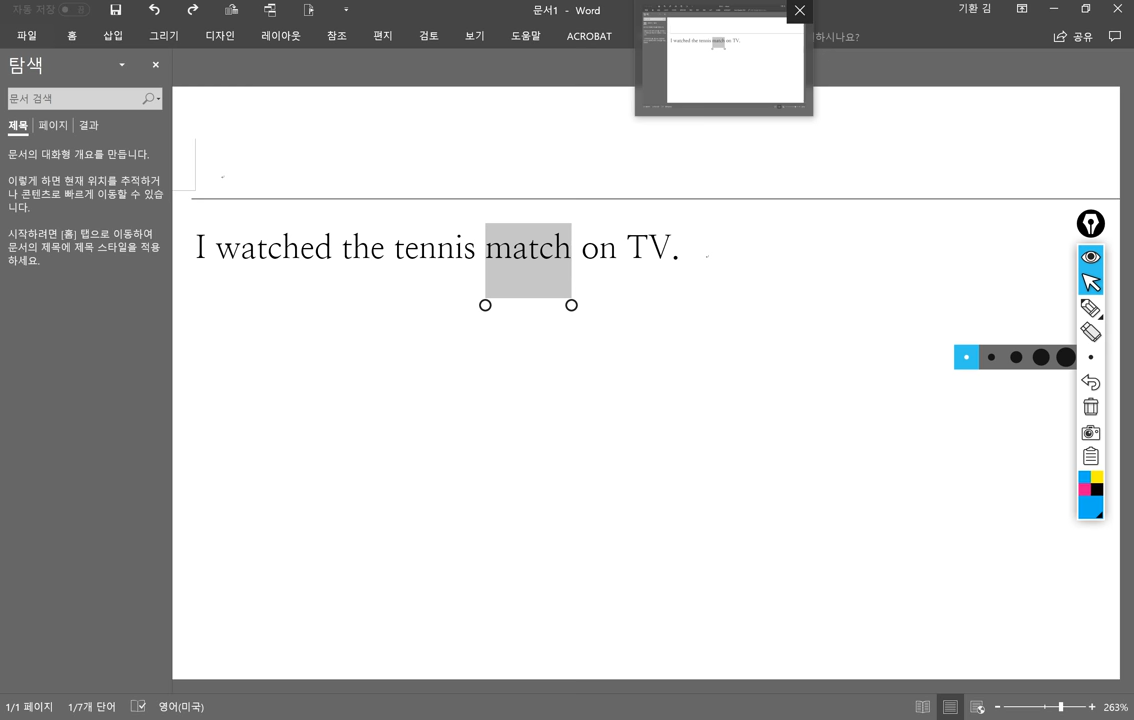 자동 저장
문서1 - Word
기환 김
파일 홈 삽입 그리기 디자인 레이아웃 참조 편지 검토 보기 도움말 ACROBAT
하시나요?
공유
I watched the tennis match on TV.
탐색
문서 검색
제목 페이지 결과
문서의 대화형 개요를 만듭니다.
이렇게 하면 현재 위치를 추적하거
나 콘텐츠로 빠르게 이동할 수 있습
니다.
시작하려면 [홈] 탭으로 이동하여
문서의 제목에 제목 스타일을 적용
하세요.
I watched the tennis match on TV.
1/1 페이지 1/7개 단어 영어(미국)
263%